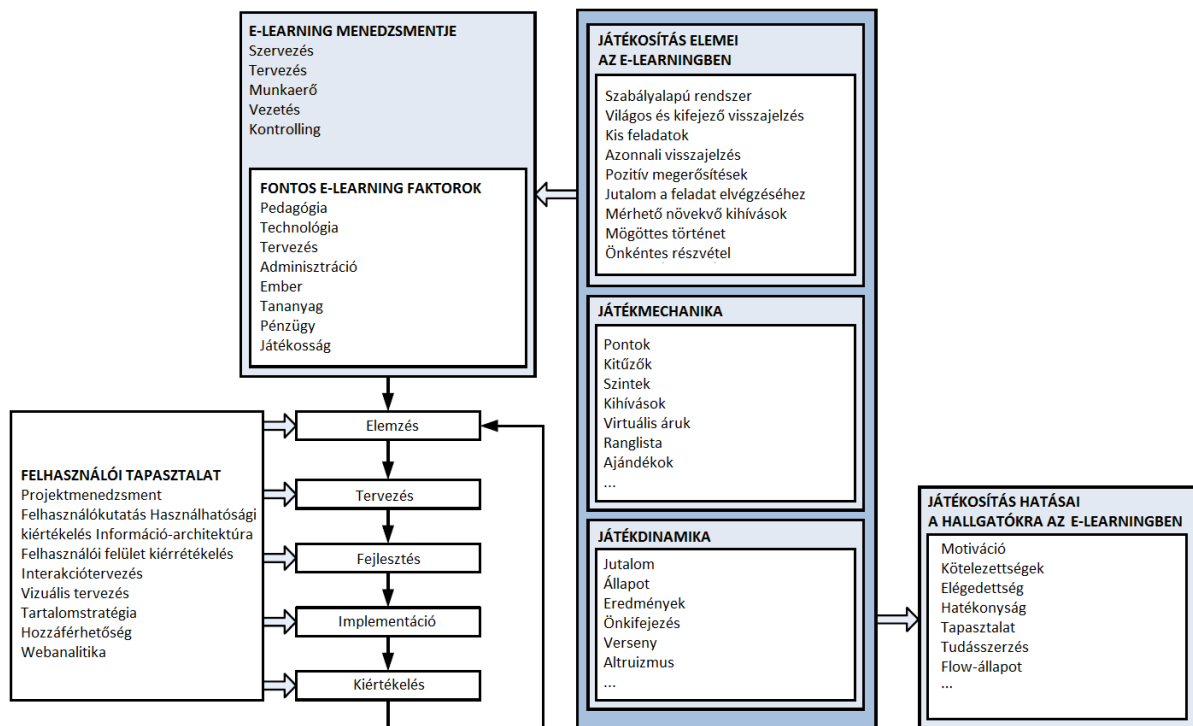 E-LEARNING MENEDZSMENTJE
Szervezés
Tervezés
Munkaerő
Vezetés
Kontrolling
FONTOS E-LEARNING FAKTOROK
Pedagógia
Technológia
Tervezés
Adminisztráció
Ember
Tananyag
Pénzügy
Játékosság
JÁTÉKOSÍTÁS ELEMEI
AZ E-LEARNINGBEN
Szabályalapú rendszer
Világos és kifejező visszajelzés
Kis feladatok
Azonnali visszajelzés
Pozitív megerősítések
Jutalom a feladat elvégzéséhez
Mérhető növekvő kihívások
Mögöttes történet
Önkéntes részvétel
JÁTÉKMECHANIKA
Pontok
Kitűzők
Szintek
Kihívások
Virtuális áruk
Ranglista
Ajándékok
...
JÁTÉKDINAMIKA
Jutalom
Állapot
Eredmények
Önkifejezés
Verseny
Altruizmus
...
FELHASZNÁLÓI TAPASZTALAT
Projektmenedzsment
Felhasználókutatás Használhatósági
kiértékelés Információ-architektúra
Felhasználói felület kiérrétékelés
Interakciótervezés
Vizuális tervezés
Tartalomstratégia
Hozzáférhetőség
Webanalitika
Elemzés
Tervezés
Fejlesztés
Implementáció
Kiértékelés
JÁTÉKOSÍTÁS HATÁSAI
A HALLGATÓKRA AZ E-LEARNINGBEN
Motiváció
Kötelezettségek
Elégedettség
Hatékonyság
Tapasztalat
Tudásszerzés
Flow-állapot
...